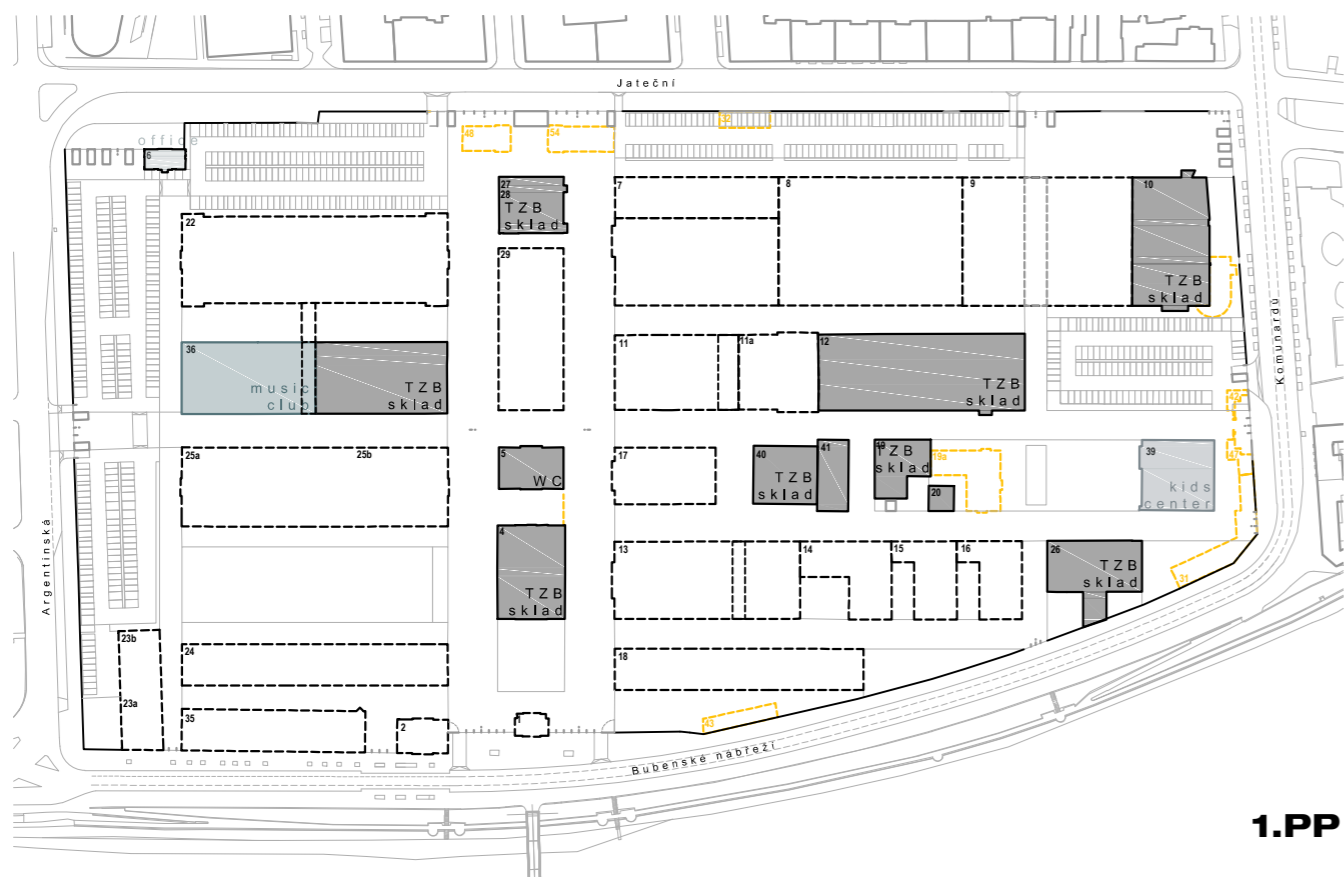 Jateční
office
6
48
54
32
27
28
TZB
sklad
7
8
9
10
TZB
sklad
22
29
Komunardů
36
music
club
TZB
sklad
11
11a
12
TZB
sklad
42
25a
25b
5
WC
17
40
TZB
sklad
41
19
TZB
sklad
19a
20
39
kids
center
47
Argentinská
4
TZB
sklad
13
14
15
16
26
TZB
sklad
31
23b
23a
24
18
35
2
1
43
Bubenské nábřeží
1.PP